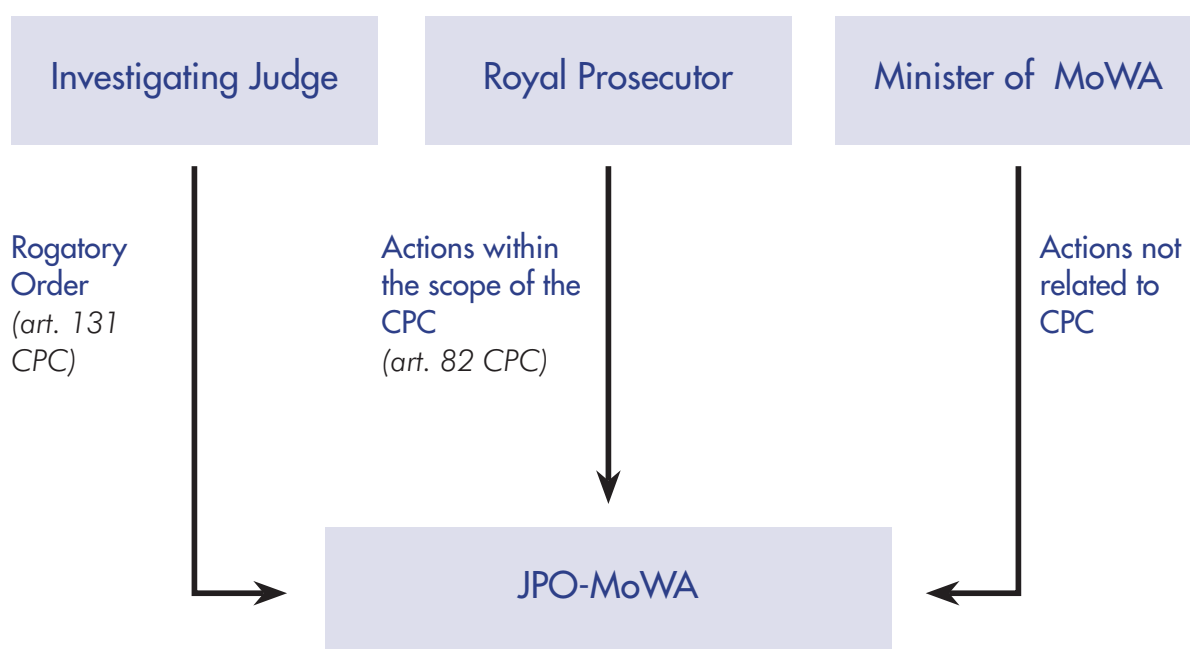 Investigating Judge
Royal Prosecutor
Minister of MoWA
Rogatory
Order
(art. 131
CPC)
Actions within
the scope of the
CPC
(art. 82 CPC)
Actions not
related to
CPC
JPO-MoWA